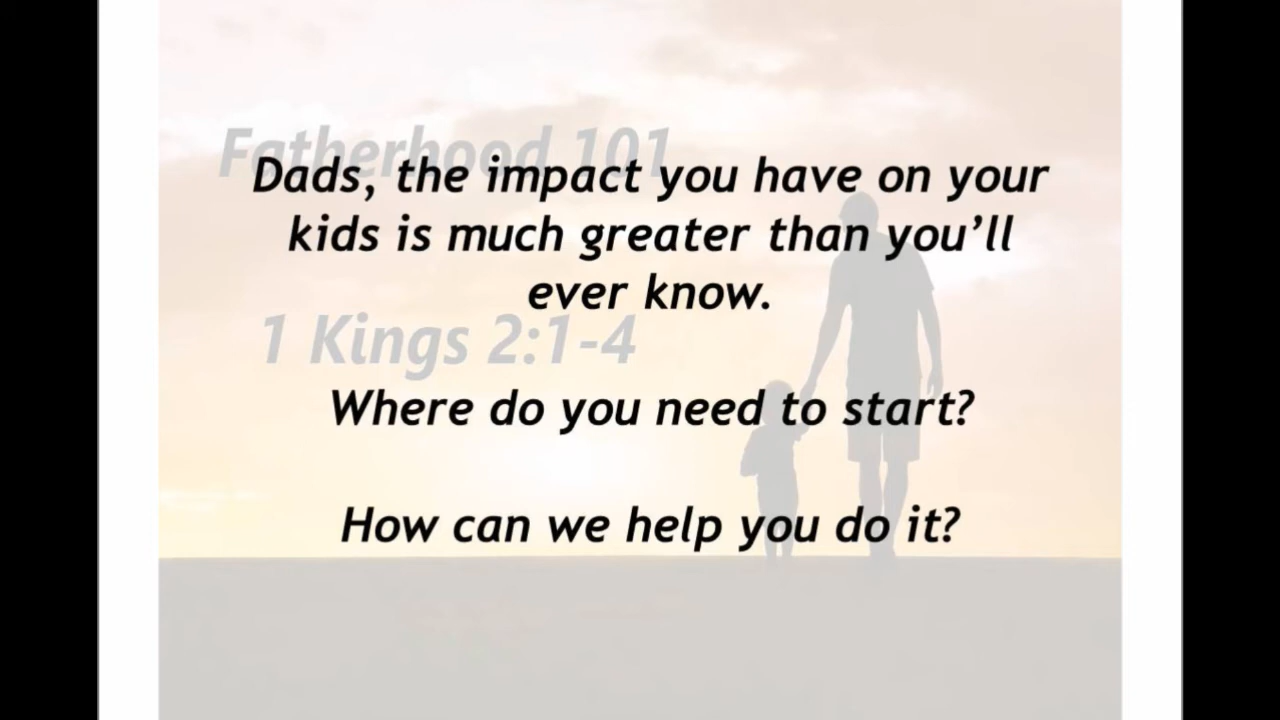 Fatherhood 101
Dads, the impact you have on your
kids is much greater than you’ll
ever know.
1 Kings 2:1-4
Where do you need to start?
How can we help you do it?